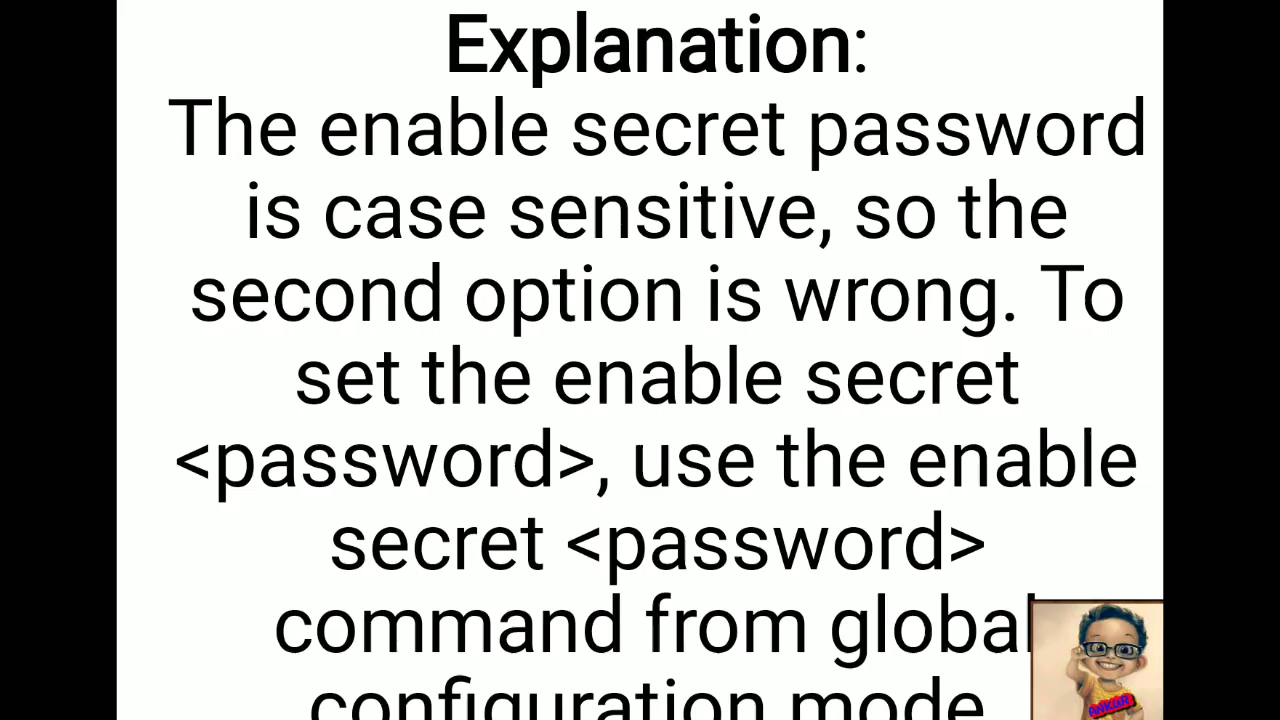 Explanation:
The enable secret password
is case sensitive, so the
second option is wrong. To
set the enable secret
<password>, use the enable
secret <password>
command from global
configuration mode
ANKUR